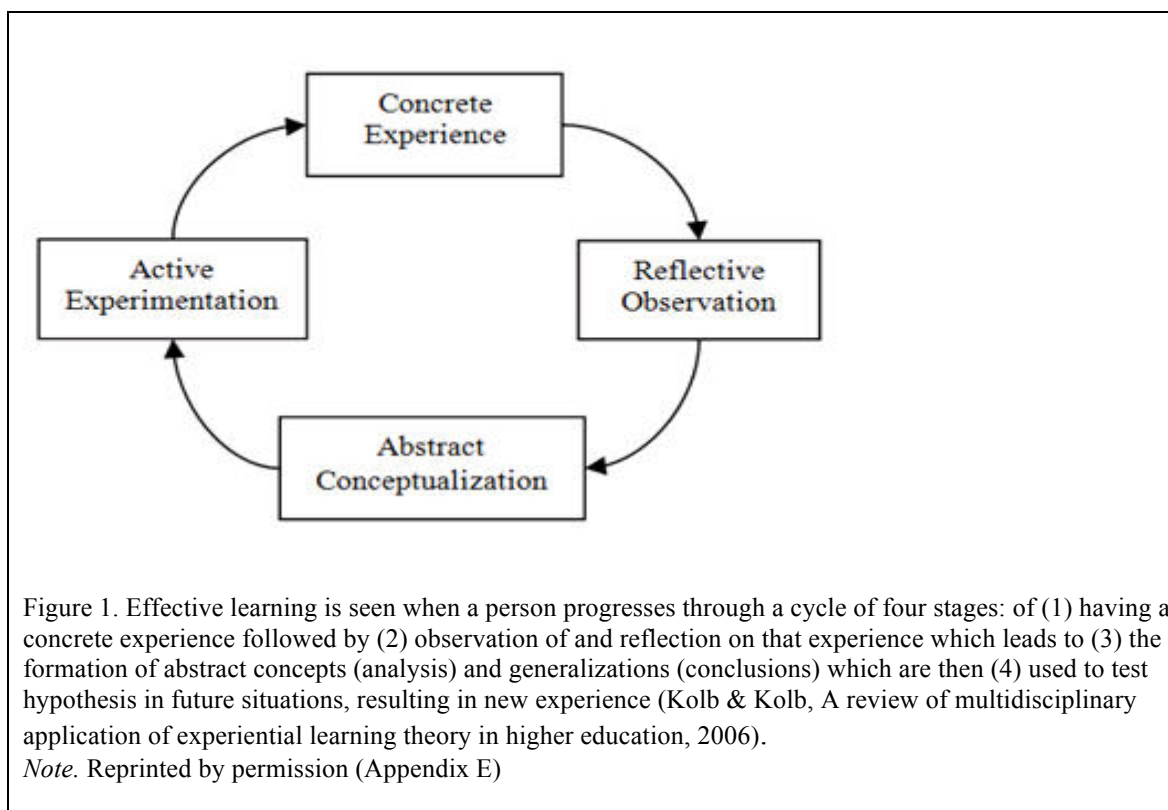 Concrete
Experience
Active
Experimentation
Reflective
Observation
Abstract
Conceptualization
Figure 1. Effective learning is seen when a person progresses through a cycle of four stages: of (1) having a
concrete experience followed by (2) observation of and reflection on that experience which leads to (3) the
formation of abstract concepts (analysis) and generalizations (conclusions) which are then (4) used to test
hypothesis in future situations, resulting in new experience (Kolb & Kolb, A review of multidisciplinary
application of experiential learning theory in higher education, 2006).
Note. Reprinted by permission (Appendix E)